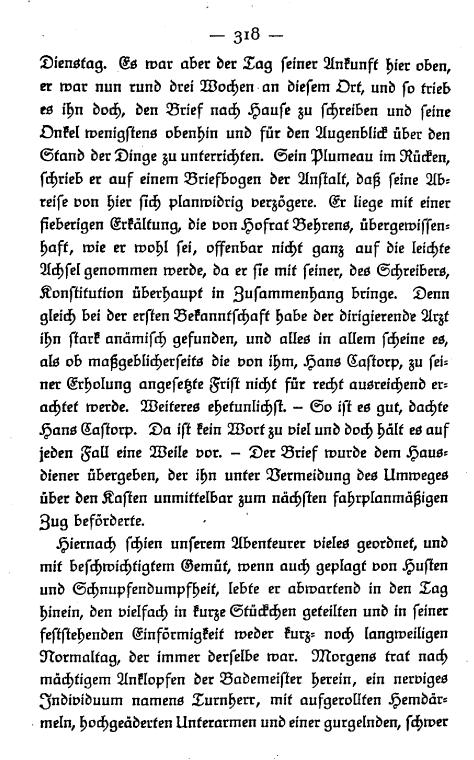 — 318 —
Dienstag. Es war aber der Tag seiner Ankunft hier oben,
er war nun rund drei Wochen an diesem Ort, und so trieb
es ihn doch, den Brief nach Hause zu schreiben und seine
Onkel wenigstens obenhin und für den Augenblick über den
Stand der Dinge zu unterrichten. Sein Plumeau im Rücken,
schrieb er auf einem Briefbogen der Anstalt, daß seine Ab-
reise von hier sich planwidrig verzögere. Er liege mit einer
fieberigen Erkältung, die von Hofrat Behrens, übergewissen-
haft, wie er wohl sei, offenbar nicht ganz auf die leichte
Achsel genommen werde, da er sie mit seiner, des Schreibers,
Konstitution überhaupt in Zusammenhang bringe. Denn
gleich bei der ersten Bekanntschaft habe der dirigierende Arzt
ihn stark anämisch gefunden, und alles in allem scheine es,
als ob maßgeblicherseits die von ihm, Hans Castorp, zu sei-
ner Erholung angesetzte Frist nicht für recht ausreichend er-
achtet werde. Weiteres ehetunlichst. – So ist es gut, dachte
Hans Castorp. Da ist kein Wort zu viel und doch hält es auf
jeden Fall eine Weile vor. – Der Brief wurde dem Haus-
diener übergeben, der ihn unter Vermeidung des Umweges
über den Kasten unmittelbar zum nächsten fahrplanmäßigen
Zug beförderte.
Hiernach schien unserem Abenteurer vieles geordnet, und
mit beschwichtigtem Gemüt, wenn auch geplagt von Husten
und Schnupfendumpfheit, lebte er abwartend in den Tag
hinein, den vielfach in kurze Stückchen geteilten und in seiner
feststehenden Einförmigkeit weder kurz- noch langweiligen
Normaltag, der immer derselbe war. Morgens trat nach
mächtigem Anklopfen der Bademeister herein, ein nerviges
Individuum namens Turnherr, mit aufgerollten Hemdär-
meln, hochgeäderten Unterarmen und einer gurgelnden, schwer